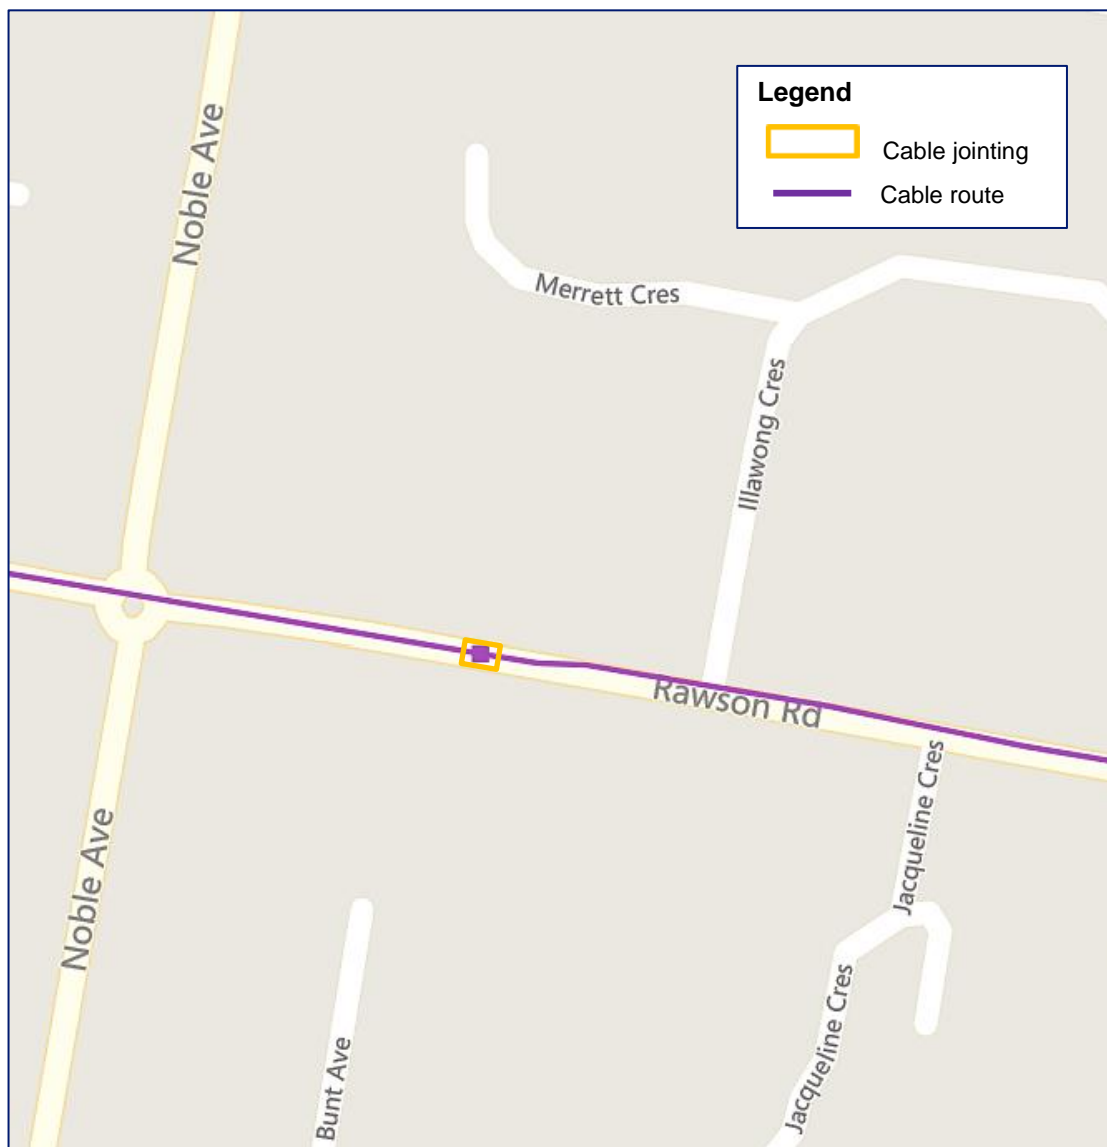 Legend
Cable jointing
Cable route
Noble Ave
Merrett Cres
Illawong Cres
Rawson Rd
Jacqueline Cres
Noble Ave
Jacqueline Cres
Bunt Ave